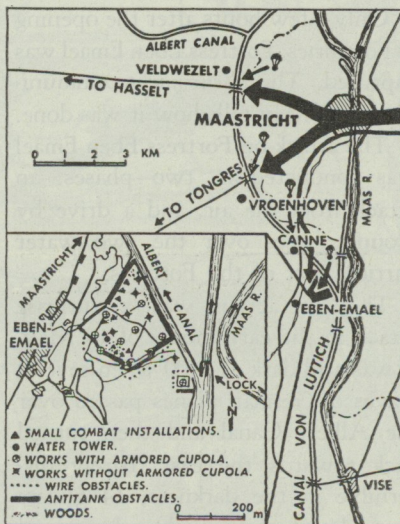 ALBERT CANAL
VELDWEZELT
TO HASSELT
MAASTRICHT
0 1 2 3 KM
MAAS R.
TO TONGRES
VROENHOVEN
CANNE
EBEN-EMAEL
CANAL VON LUTTICH
VISE
MAASTRICHT
ALBERT CANAL
EBEN-
EMAEL
MAAS R.
LOCK
N
SMALL COMBAT INSTALLATIONS.
WATER TOWER.
WORKS WITH ARMORED CUPOLA.
WORKS WITHOUT ARMORED CUPOLA.
WIRE OBSTACLES.
ANTITANK OBSTACLES.
WOODS.
0 200 m